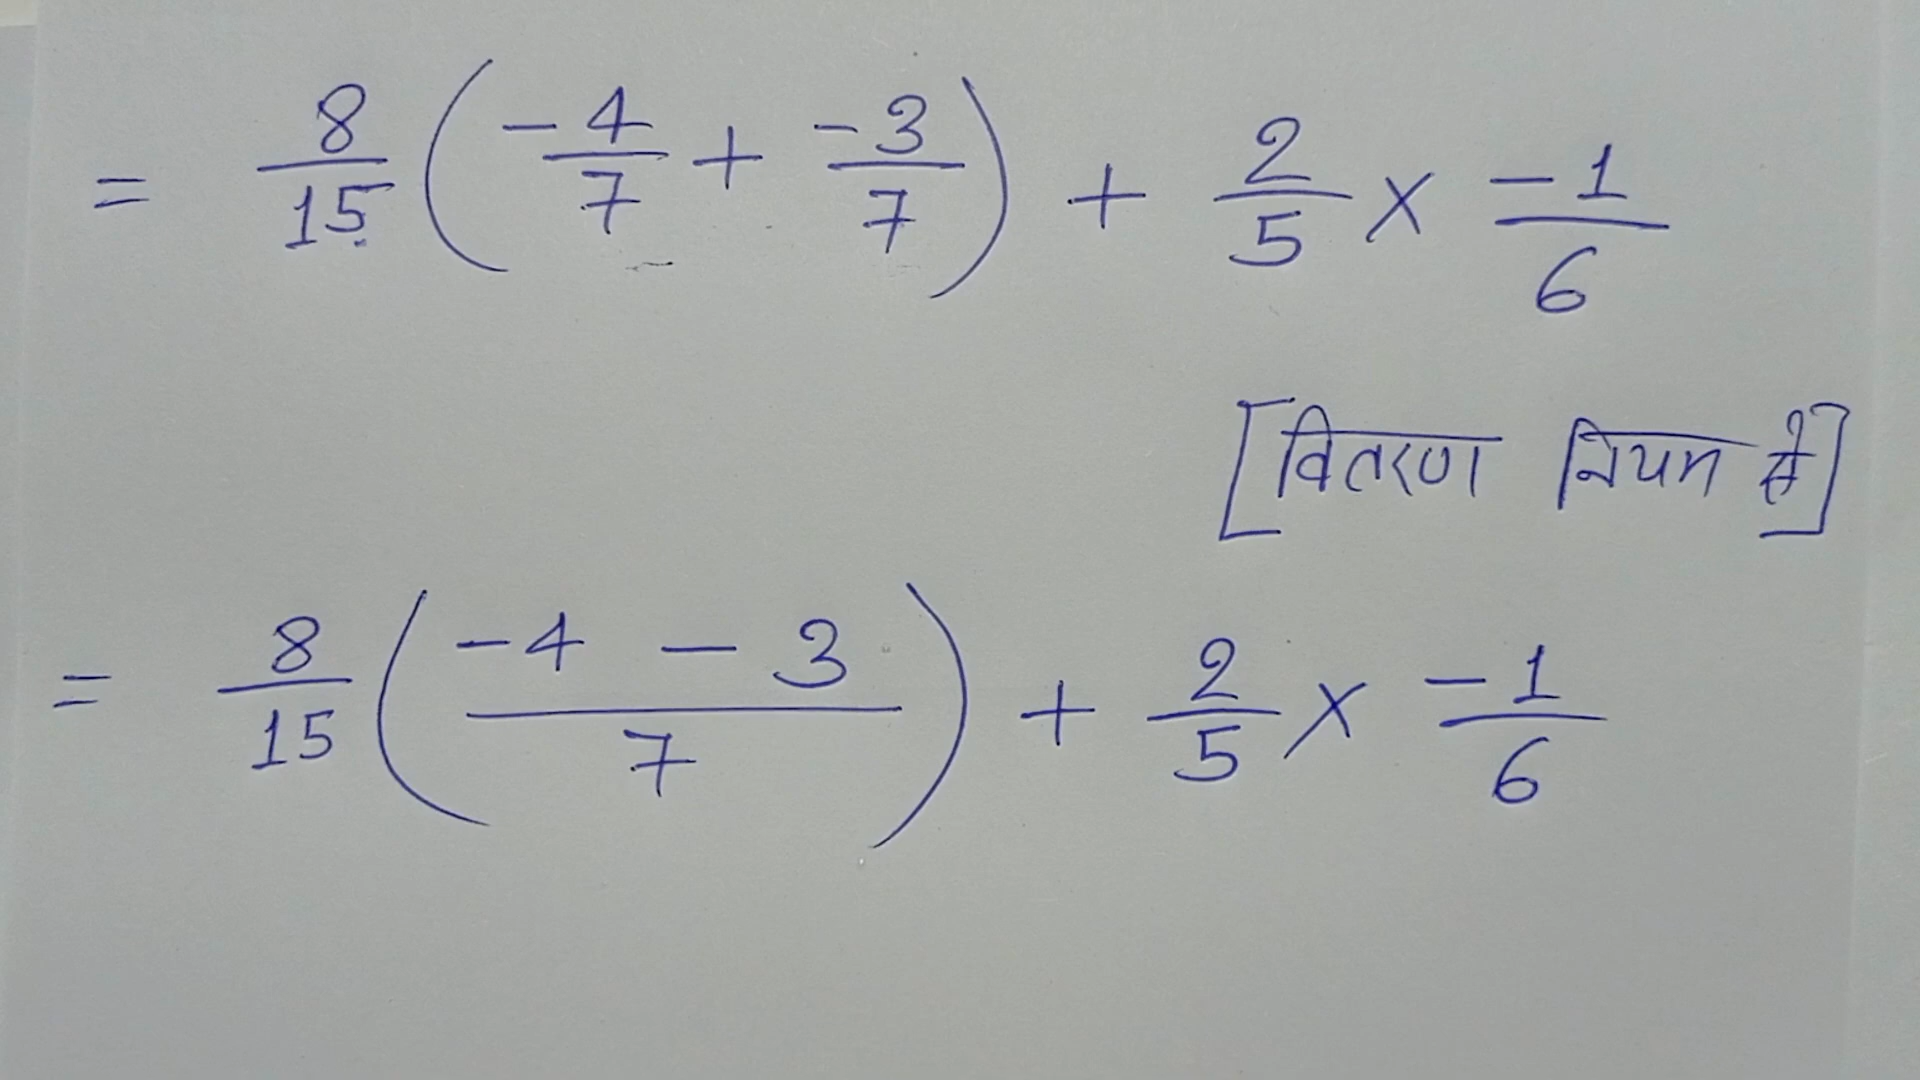 = 8/15 ( -4/7 + -3/7 ) + 2/5 × -1/6
[वितरण नियम से]
= 8/15 ( -4 - 3 / 7 ) + 2/5 × -1/6